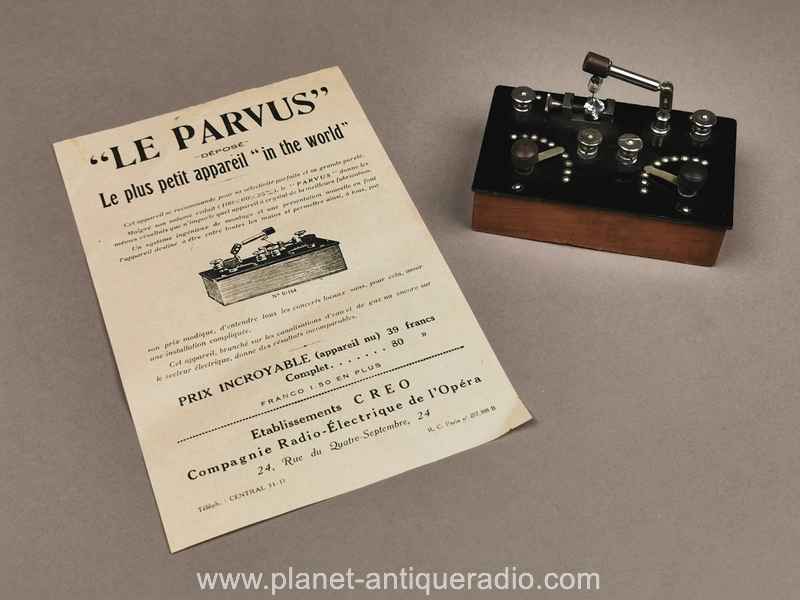 "LE PARVUS"
"DÉPOSÉ"
Le plus petit appareil "in the world"
Cet appareil se recommande pour sa sélectivité parfaite et sa grande pureté.
Malgré son volume réduit (100×60×25%), le "PARVUS" donne les
mêmes résultats que n'importe quel appareil à crystal de la meilleure fabrication.
Un système ingénieux de montage et une présentation nouvelle en font
l'appareil destiné à être entre toutes les mains et permettre ainsi, à tous, par
N° 9/164
son prix modique, d'entendre tous les concerts locaux sans, pour cela, avoir
une installation compliquée.
Cet appareil, branché sur les canalisations d'eau et de gaz ou encore sur
le secteur électrique, donne des résultats incomparables.
PRIX INCROYABLE (appareil nu) 39 francs
Complet. . . . . . . . 80 »
FRANCO 1.50 EN PLUS
Etablissements CREO
Compagnie Radio-Électrique de l'Opéra
24, Rue du Quatre-Septembre, 24
Téléph. : CENTRAL 31-11
R. C. Paris n° B
www.planet-antiqueradio.com